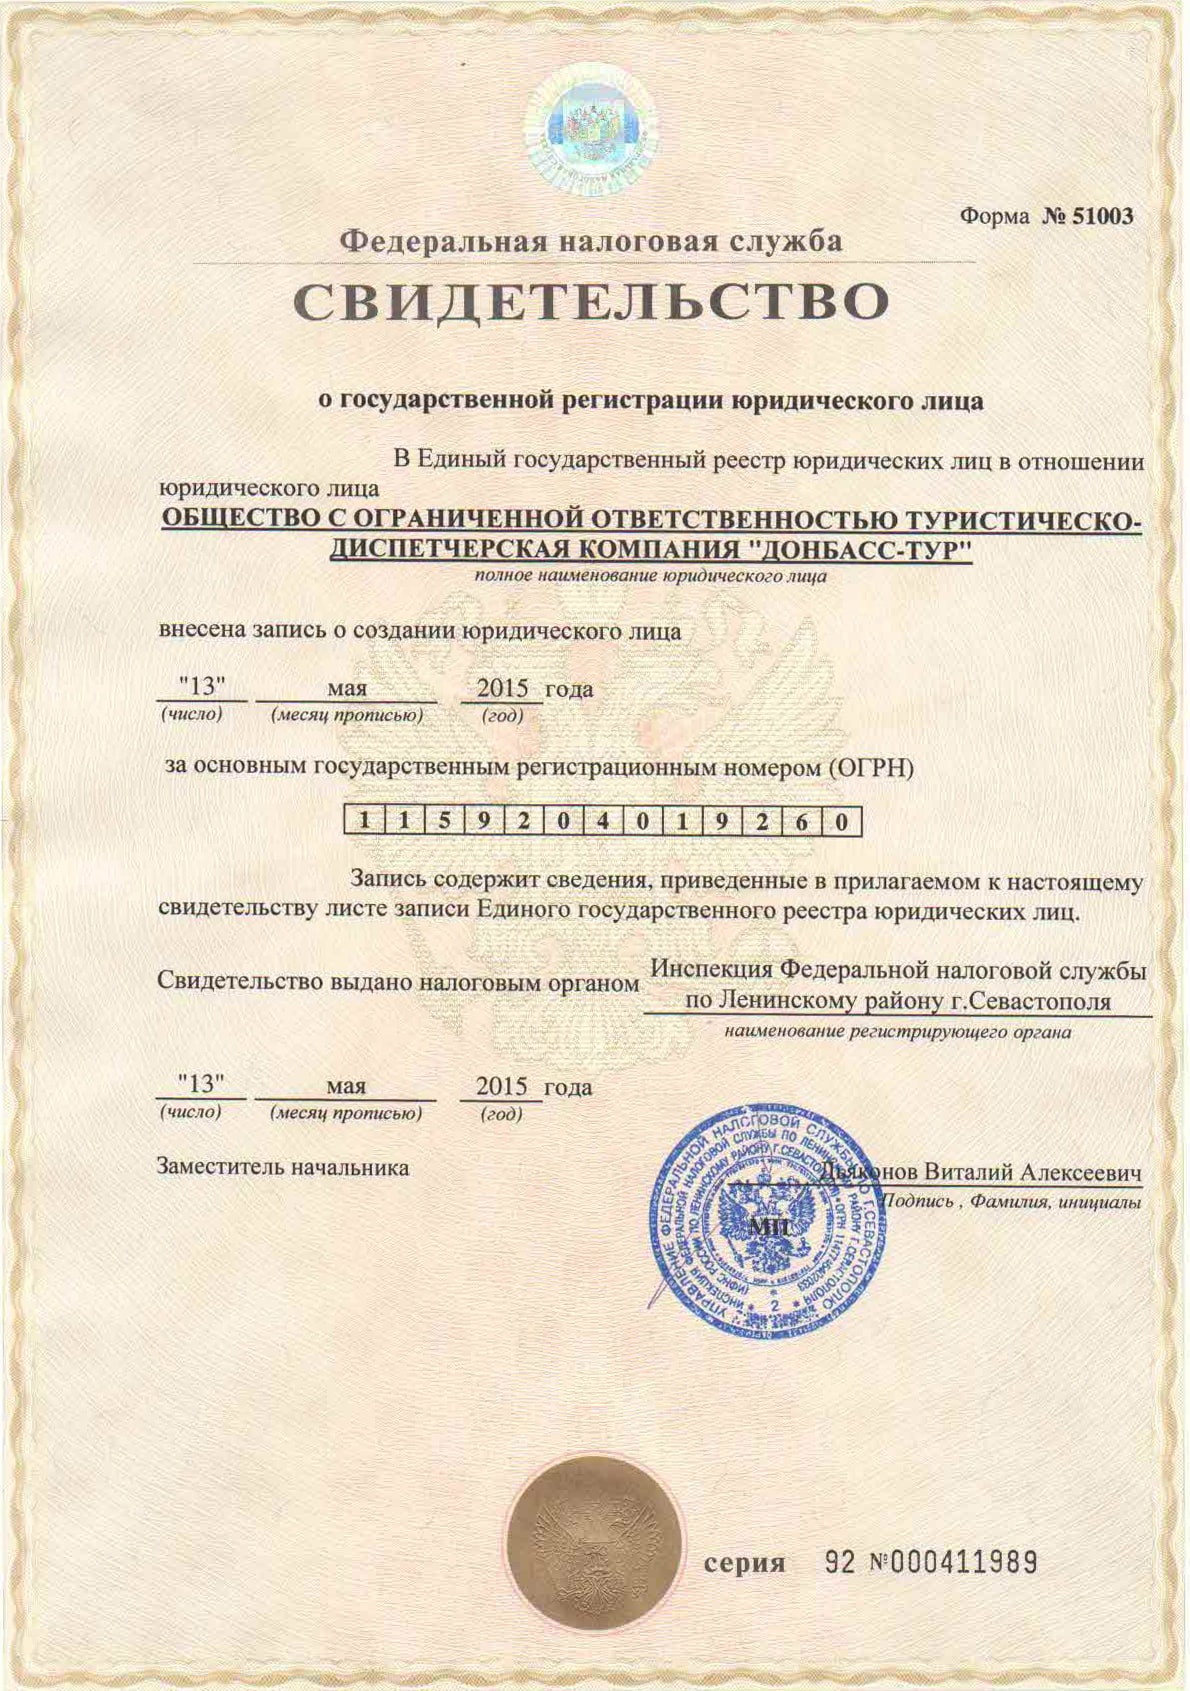 Форма № 51003
Федеральная налоговая служба
СВИДЕТЕЛЬСТВО
о государственной регистрации юридического лица
В Единый государственный реестр юридических лиц в отношении
юридического лица
ОБЩЕСТВО С ОГРАНИЧЕННОЙ ОТВЕТСТВЕННОСТЬЮ ТУРИСТИЧЕСКО-
ДИСПЕТЧЕРСКАЯ КОМПАНИЯ "ДОНБАСС-ТУР"
полное наименование юридического лица
внесена запись о создании юридического лица
"13" мая 2015 года
(число) (месяц прописью) (год)
за основным государственным регистрационным номером (ОГРН)
1 1 5 9 2 0 4 0 1 9 2 6 0
Запись содержит сведения, приведенные в прилагаемом к настоящему
свидетельству листе записи Единого государственного реестра юридических лиц.
Свидетельство выдано налоговым органом
Инспекция Федеральной налоговой службы
по Ленинскому району г.Севастополя
наименование регистрирующего органа
"13" мая 2015 года
(число) (месяц прописью) (год)
Заместитель начальника
Дьяконов Виталий Алексеевич
Подпись , Фамилия, инициалы
МП
УПРАВЛЕНИЕ ФЕДЕРАЛЬНОЙ НАЛОГОВОЙ СЛУЖБЫ ПО Г.СЕВАСТОПОЛЮ
ИНСПЕКЦИЯ ФЕДЕРАЛЬНОЙ НАЛОГОВОЙ СЛУЖБЫ ПО ЛЕНИНСКОМУ РАЙОНУ Г.СЕВАСТОПОЛЯ
2
серия 92 №000411989